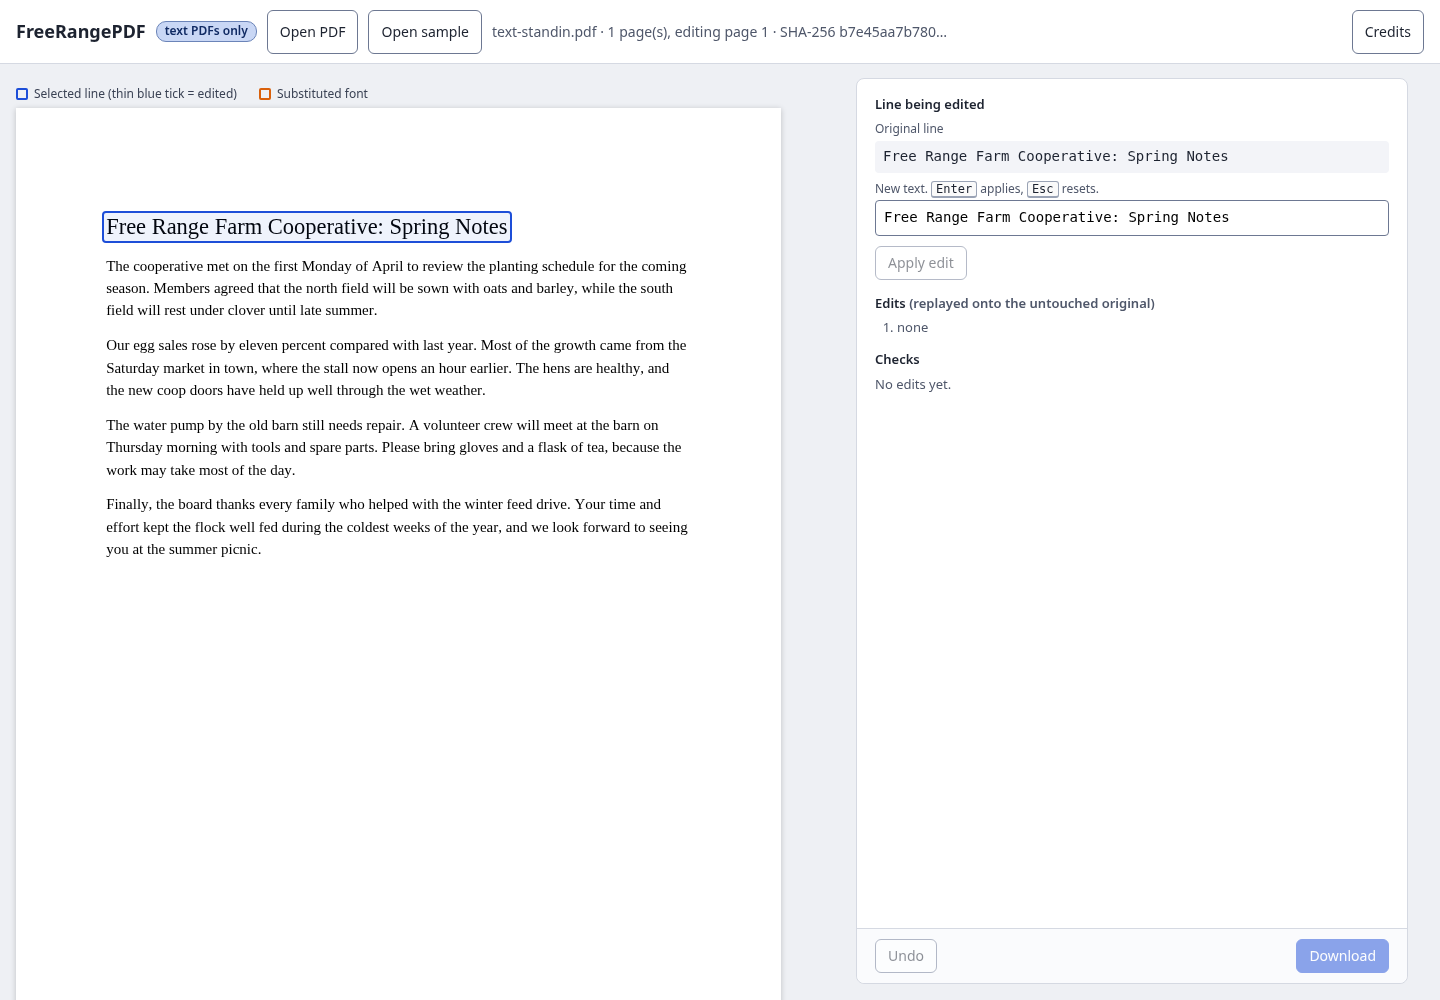 FreeRangePDF text PDFs only Open PDF Open sample text-standin.pdf · 1 page(s), editing page 1 · SHA-256 b7e45aa7b780… Credits
Selected line (thin blue tick = edited) Substituted font
Free Range Farm Cooperative: Spring Notes
The cooperative met on the first Monday of April to review the planting schedule for the coming
season. Members agreed that the north field will be sown with oats and barley, while the south
field will rest under clover until late summer.
Our egg sales rose by eleven percent compared with last year. Most of the growth came from the
Saturday market in town, where the stall now opens an hour earlier. The hens are healthy, and
the new coop doors have held up well through the wet weather.
The water pump by the old barn still needs repair. A volunteer crew will meet at the barn on
Thursday morning with tools and spare parts. Please bring gloves and a flask of tea, because the
work may take most of the day.
Finally, the board thanks every family who helped with the winter feed drive. Your time and
effort kept the flock well fed during the coldest weeks of the year, and we look forward to seeing
you at the summer picnic.
Line being edited
Original line
Free Range Farm Cooperative: Spring Notes
New text. Enter applies, Esc resets.
Free Range Farm Cooperative: Spring Notes
Apply edit
Edits (replayed onto the untouched original)
1. none
Checks
No edits yet.
Undo Download